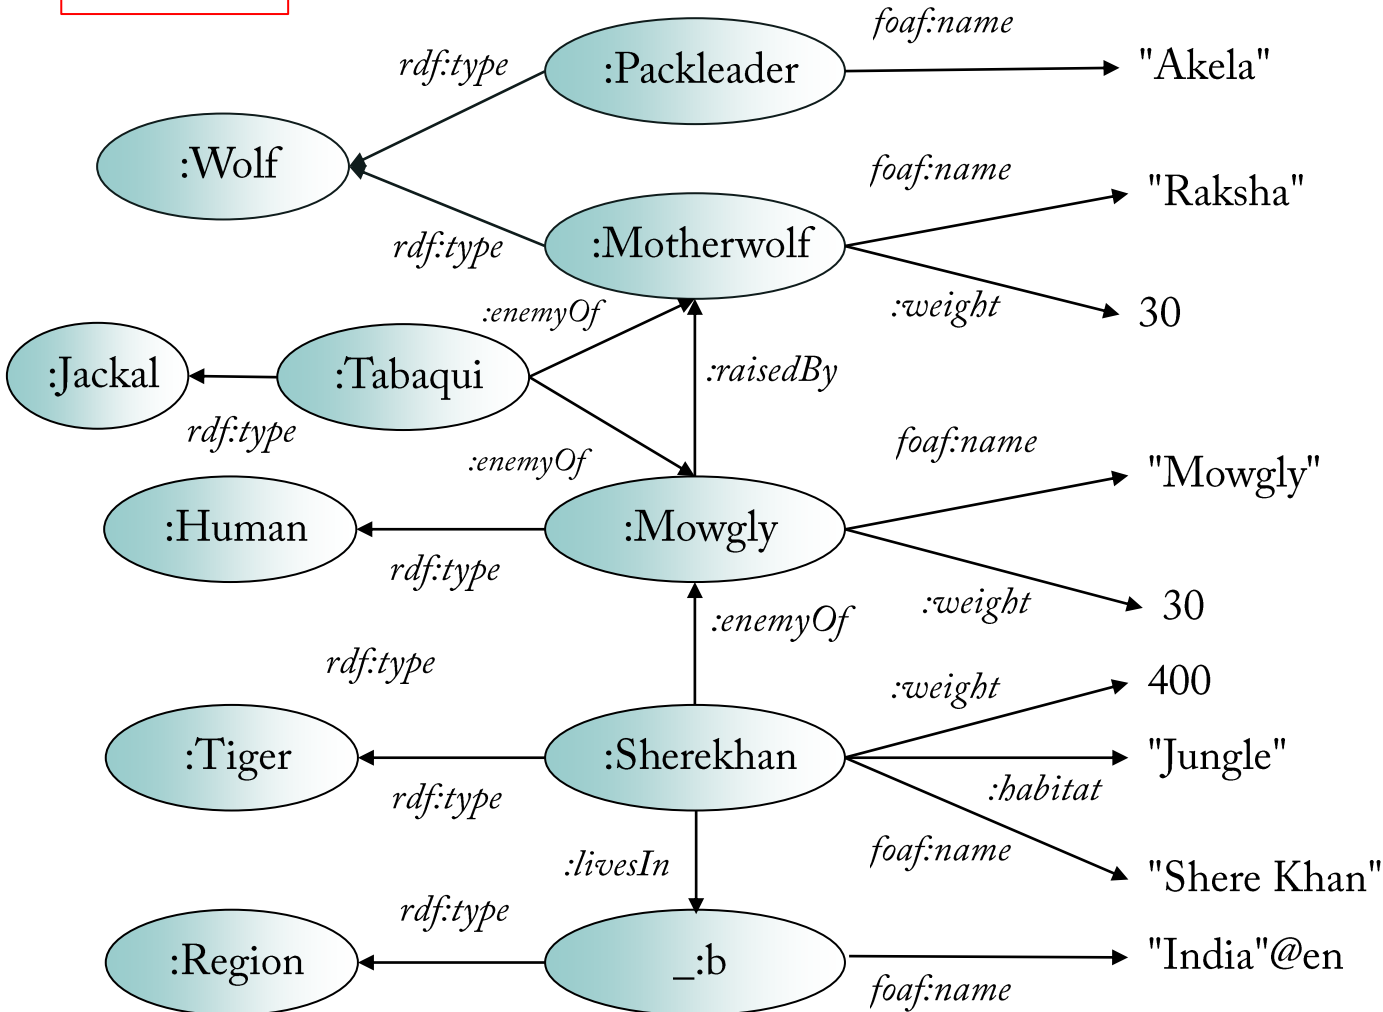 foaf:name
rdf:type
:Packleader
"Akela"
:Wolf
foaf:name
"Raksha"
rdf:type
:Motherwolf
:enemyOf
:weight
30
:Jackal
:Tabaqui
:raisedBy
rdf:type
foaf:name
:enemyOf
"Mowgly"
:Human
:Mowgly
rdf:type
:weight
30
:enemyOf
rdf:type
:weight
400
:Tiger
:Sherekhan
"Jungle"
rdf:type
:habitat
:livesIn
foaf:name
"Shere Khan"
rdf:type
:Region
_:b
"India"@en
foaf:name